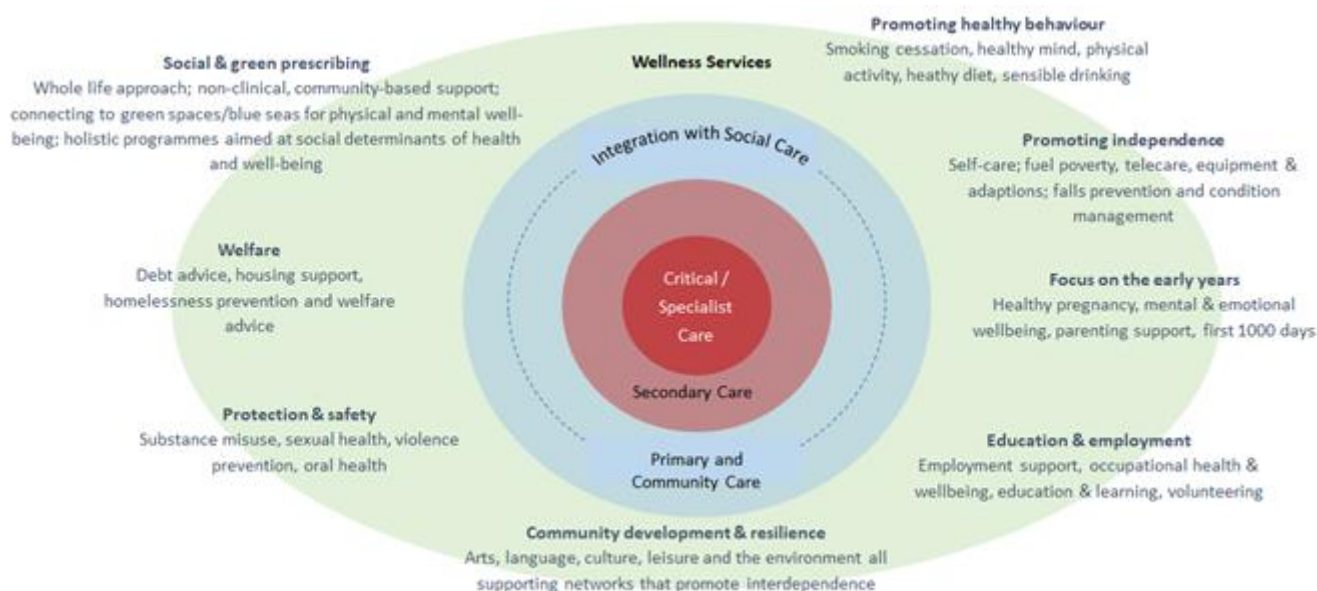 Promoting healthy behaviour
Smoking cessation, healthy mind, physical
activity, heathy diet, sensible drinking
Social & green prescribing
Whole life approach; non-clinical, community-based support;
connecting to green spaces/blue seas for physical and mental well-
being; holistic programmes aimed at social determinants of health
and well-being
Wellness Services
Integration with Social Care
Promoting independence
Self-care; fuel poverty, telecare, equipment &
adaptions; falls prevention and condition
management
Welfare
Debt advice, housing support,
homelessness prevention and welfare
advice
Critical /
Specialist
Care
Focus on the early years
Healthy pregnancy, mental & emotional
wellbeing, parenting support, first 1000 days
Secondary Care
Protection & safety
Substance misuse, sexual health, violence
prevention, oral health
Primary and
Community Care
Education & employment
Employment support, occupational health &
wellbeing, education & learning, volunteering
Community development & resilience
Arts, language, culture, leisure and the environment all
supporting networks that promote interdependence